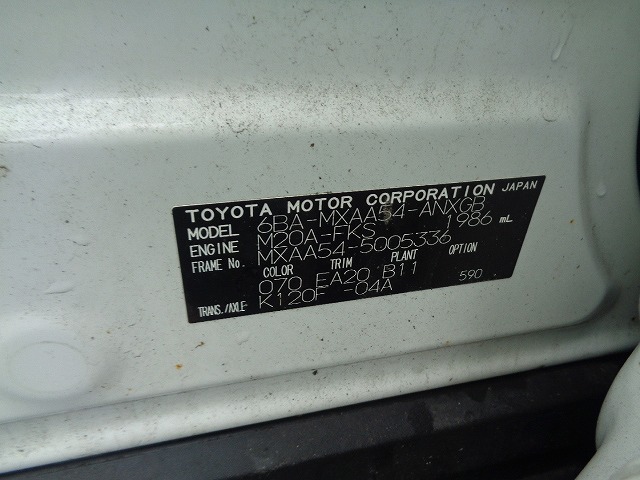 TOYOTA MOTOR CORPORATION JAPAN
MODEL 6BA-MXAA54-ANXGB
ENGINE M20A-FKS 1986 mL
FRAME No. MXAA54-5005336
COLOR TRIM PLANT OPTION
070 EA20 B11 590
TRANS./AXLE K120F -04A